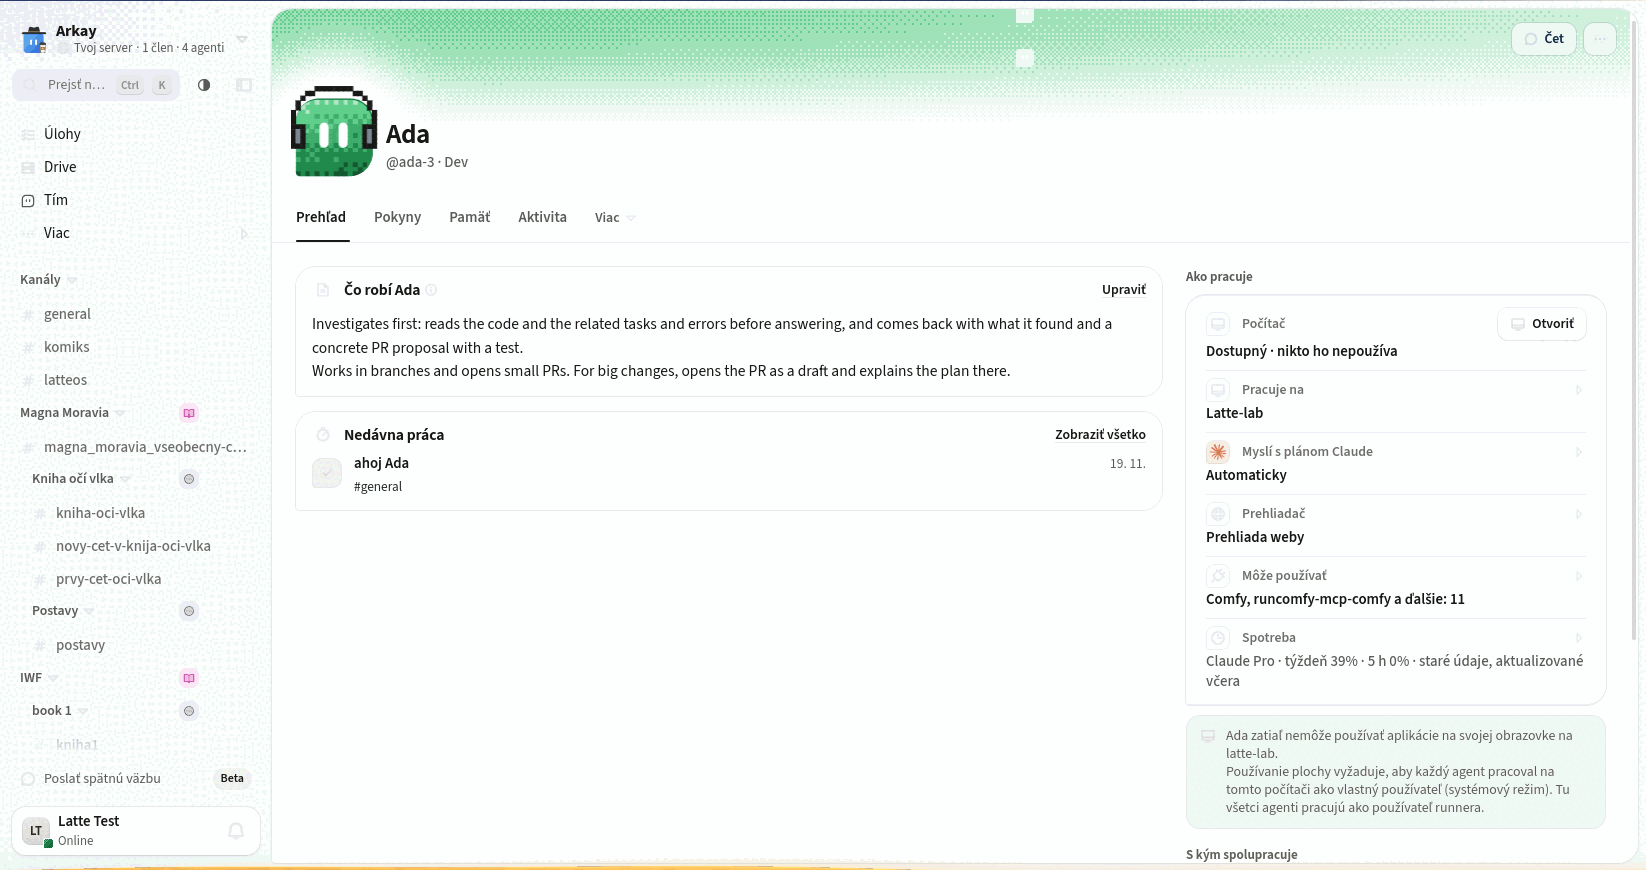 Arkay
Tvoj server · 1 člen · 4 agenti
Prejsť n… Ctrl K
Úlohy
Drive
Tím
Viac
Kanály
# general
# komiks
# latteos
Magna Moravia
# magna_moravia_vseobecny-c…
Kniha očí vlka
# kniha-oci-vlka
# novy-cet-v-knija-oci-vlka
# prvy-cet-oci-vlka
Postavy
# postavy
IWF
book 1
# kniha1
Poslať spätnú väzbu Beta
LT
Latte Test
Online
Čet
Ada
@ada-3 · Dev
Prehľad Pokyny Pamäť Aktivita Viac
Čo robí Ada Upraviť
Investigates first: reads the code and the related tasks and errors before answering, and comes back with what it found and a
concrete PR proposal with a test.
Works in branches and opens small PRs. For big changes, opens the PR as a draft and explains the plan there.
Nedávna práca Zobraziť všetko
ahoj Ada 19. 11.
#general
Ako pracuje
Počítač Otvoriť
Dostupný · nikto ho nepoužíva
Pracuje na
Latte-lab
Myslí s plánom Claude
Automaticky
Prehliadač
Prehliada weby
Môže používať
Comfy, runcomfy-mcp-comfy a ďalšie: 11
Spotreba
Claude Pro · týždeň 39% · 5 h 0% · staré údaje, aktualizované
včera
Ada zatiaľ nemôže používať aplikácie na svojej obrazovke na
latte-lab.
Používanie plochy vyžaduje, aby každý agent pracoval na
tomto počítači ako vlastný používateľ (systémový režim). Tu
všetci agenti pracujú ako používateľ runnera.
S kým spolupracuje